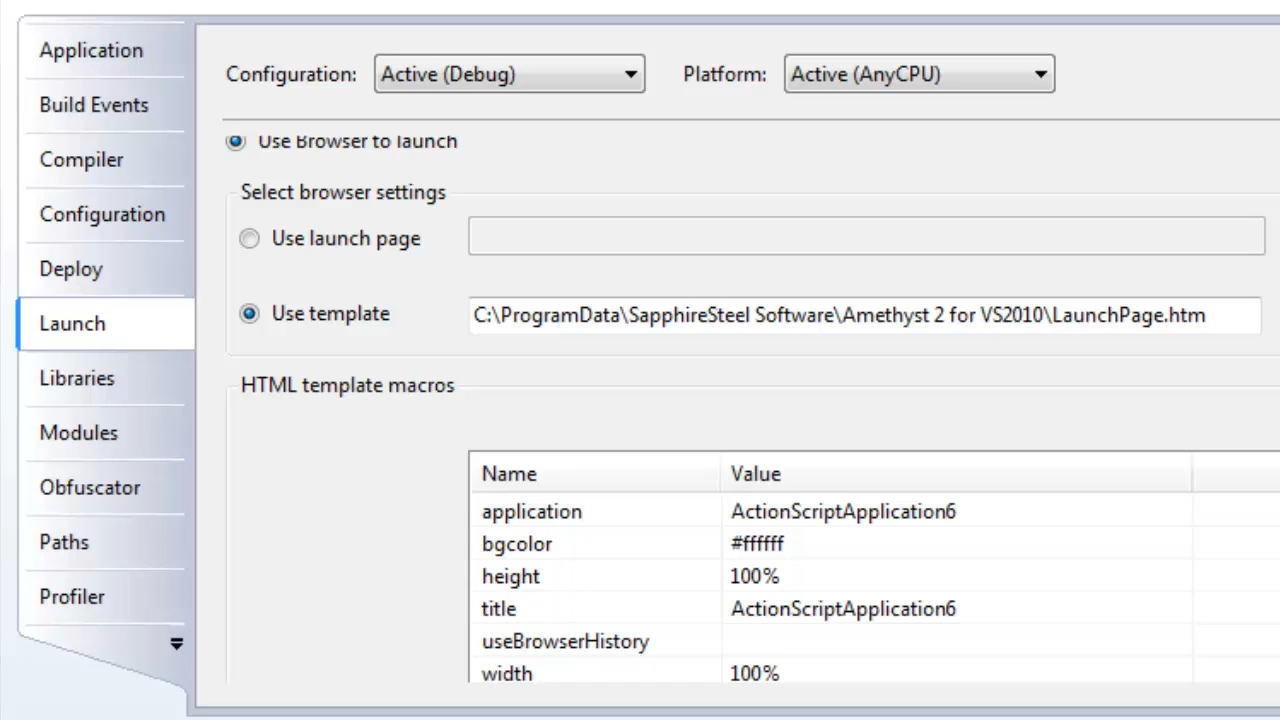 Application
Build Events
Compiler
Configuration
Deploy
Launch
Libraries
Modules
Obfuscator
Paths
Profiler
Configuration: Active (Debug) Platform: Active (AnyCPU)
Use Browser to launch
Select browser settings
Use launch page
Use template C:\ProgramData\SapphireSteel Software\Amethyst 2 for VS2010\LaunchPage.htm
HTML template macros
Name Value
application ActionScriptApplication6
bgcolor #ffffff
height 100%
title ActionScriptApplication6
useBrowserHistory
width 100%